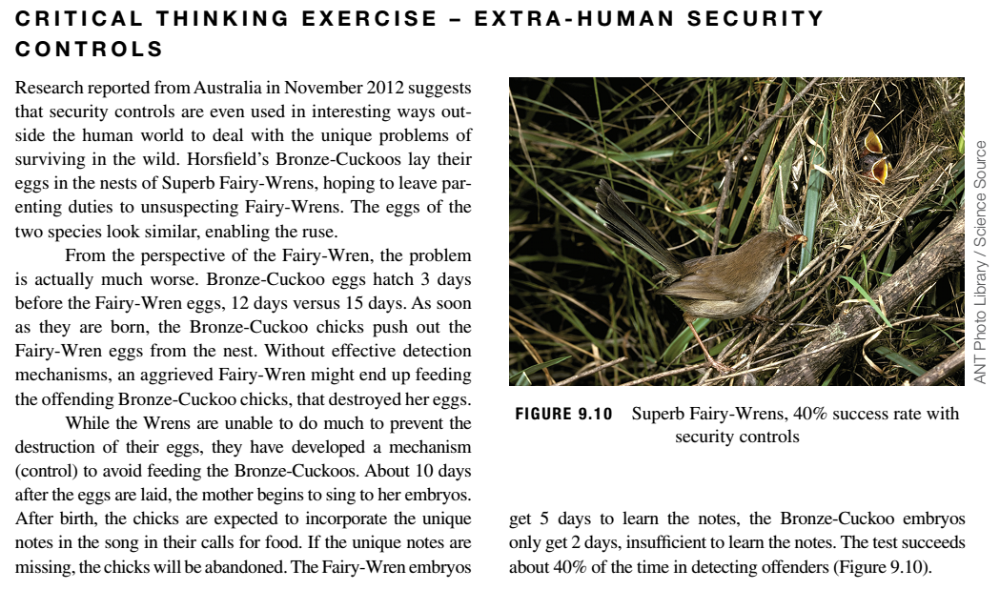 CRITICAL THINKING EXERCISE – EXTRA-HUMAN SECURITY
CONTROLS
Research reported from Australia in November 2012 suggests
that security controls are even used in interesting ways out-
side the human world to deal with the unique problems of
surviving in the wild. Horsfield's Bronze-Cuckoos lay their
eggs in the nests of Superb Fairy-Wrens, hoping to leave par-
enting duties to unsuspecting Fairy-Wrens. The eggs of the
two species look similar, enabling the ruse.
From the perspective of the Fairy-Wren, the problem
is actually much worse. Bronze-Cuckoo eggs hatch 3 days
before the Fairy-Wren eggs, 12 days versus 15 days. As soon
as they are born, the Bronze-Cuckoo chicks push out the
Fairy-Wren eggs from the nest. Without effective detection
mechanisms, an aggrieved Fairy-Wren might end up feeding
the offending Bronze-Cuckoo chicks, that destroyed her eggs.
While the Wrens are unable to do much to prevent the
destruction of their eggs, they have developed a mechanism
(control) to avoid feeding the Bronze-Cuckoos. About 10 days
after the eggs are laid, the mother begins to sing to her embryos.
After birth, the chicks are expected to incorporate the unique
notes in the song in their calls for food. If the unique notes are
missing, the chicks will be abandoned. The Fairy-Wren embryos
ANT Photo Library / Science Source
FIGURE 9.10 Superb Fairy-Wrens, 40% success rate with
security controls
get 5 days to learn the notes, the Bronze-Cuckoo embryos
only get 2 days, insufficient to learn the notes. The test succeeds
about 40% of the time in detecting offenders (Figure 9.10).